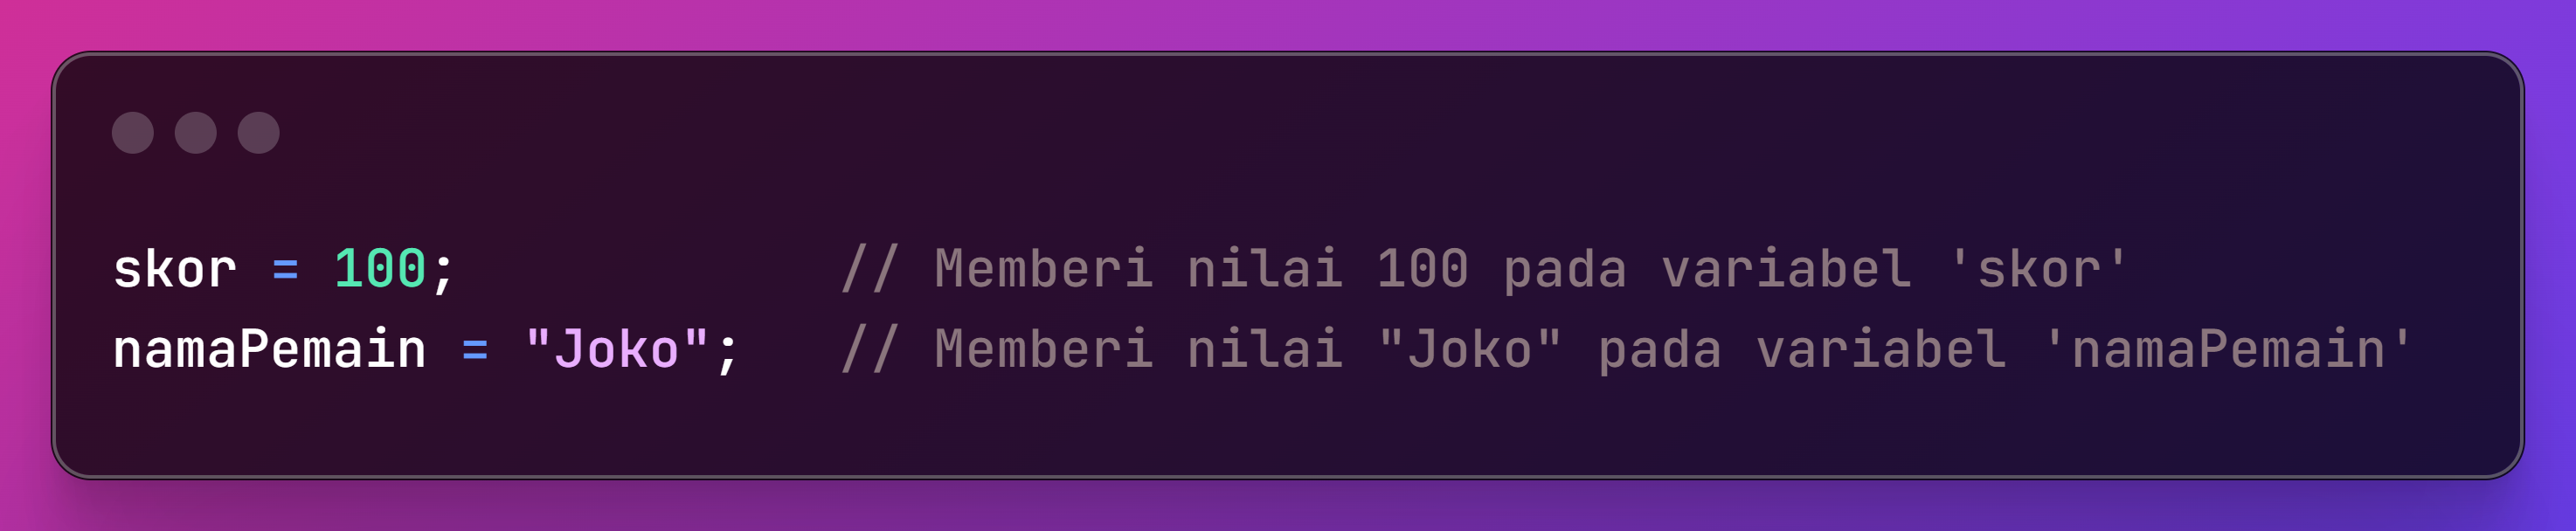 skor = 100;            // Memberi nilai 100 pada variabel 'skor'
namaPemain = "Joko";   // Memberi nilai "Joko" pada variabel 'namaPemain'